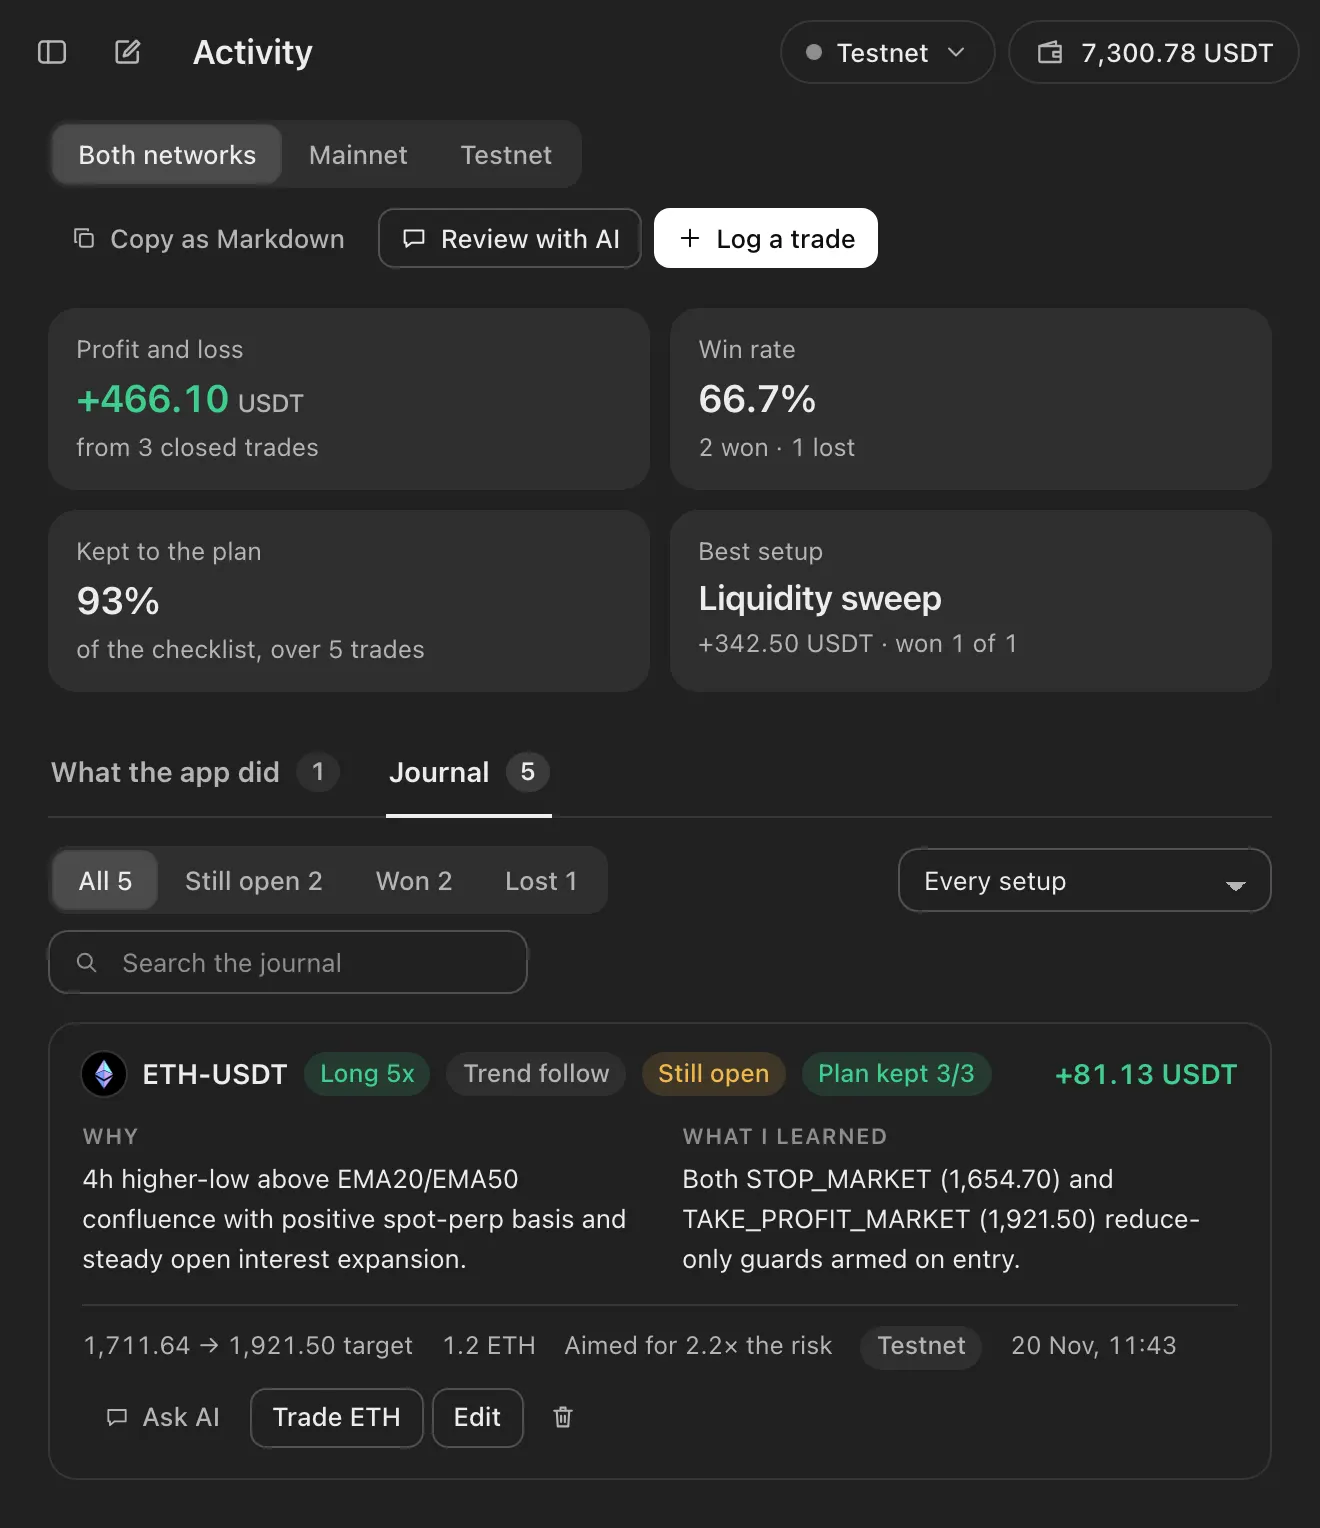 Activity
Testnet
7,300.78 USDT
Both networks
Mainnet
Testnet
Copy as Markdown
Review with AI
+ Log a trade
Profit and loss
+466.10 USDT
from 3 closed trades
Win rate
66.7%
2 won · 1 lost
Kept to the plan
93%
of the checklist, over 5 trades
Best setup
Liquidity sweep
+342.50 USDT · won 1 of 1
What the app did 1
Journal 5
All 5
Still open 2
Won 2
Lost 1
Every setup
Search the journal
ETH-USDT
Long 5x
Trend follow
Still open
Plan kept 3/3
+81.13 USDT
WHY
4h higher-low above EMA20/EMA50
confluence with positive spot-perp basis and
steady open interest expansion.
WHAT I LEARNED
Both STOP_MARKET (1,654.70) and
TAKE_PROFIT_MARKET (1,921.50) reduce-
only guards armed on entry.
1,711.64 → 1,921.50 target
1.2 ETH
Aimed for 2.2× the risk
Testnet
20 Nov, 11:43
Ask AI
Trade ETH
Edit